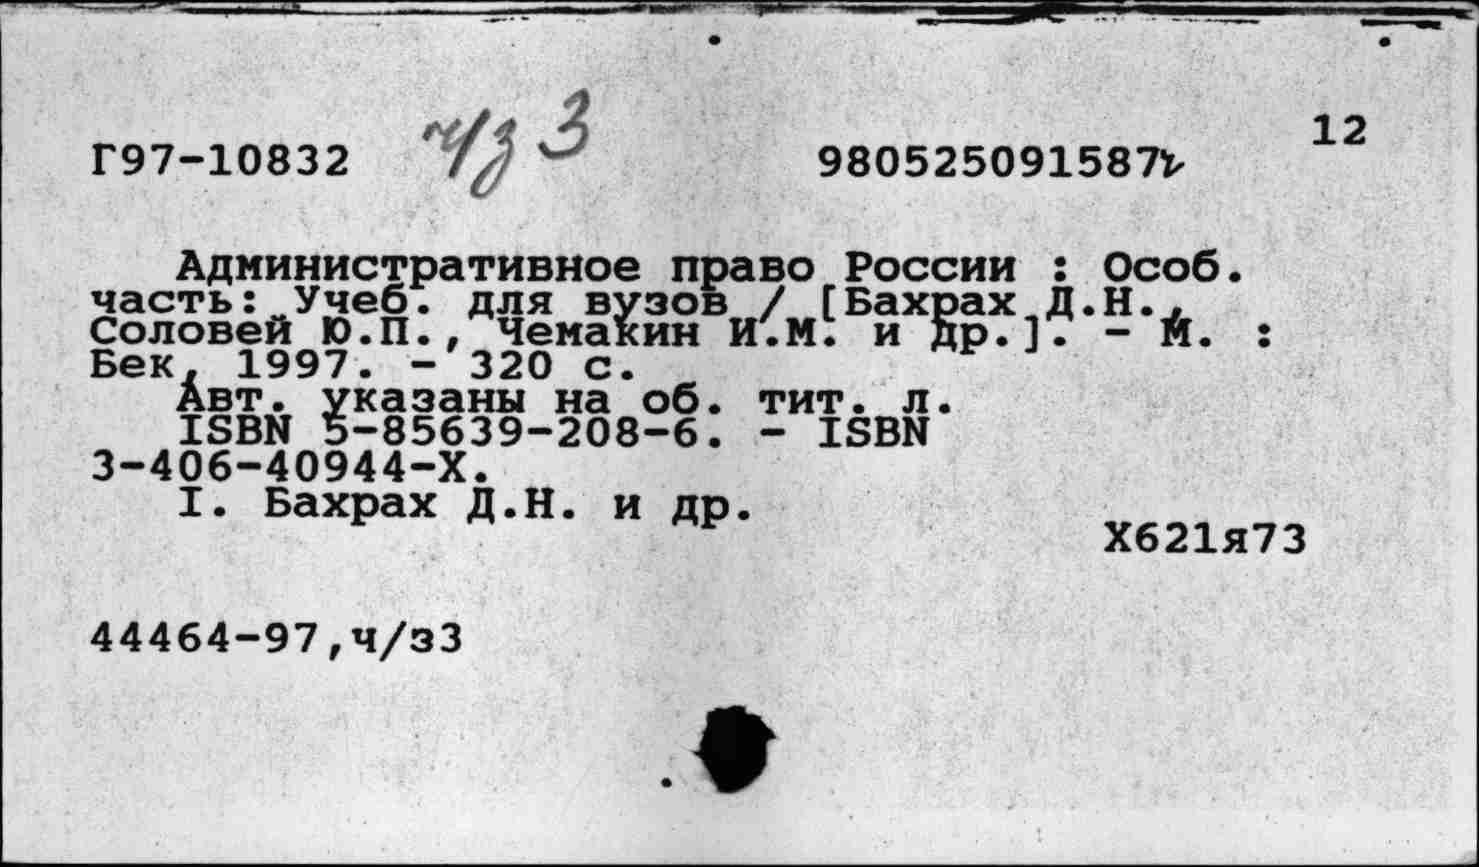 12
Г97-10832 чз 3 980525091587v
Административное право России : Особ.
часть: Учеб. для вузов / [Бахрах Д.Н.,
Соловей Ю.П., Чемакин И.М. и др.]. - М. :
Бек, 1997. - 320 с.
Авт. указаны на об. тит. л.
ISBN 5-85639-208-6. - ISBN
3-406-40944-X.
I. Бахрах Д.Н. и др.
Х621я73
44464-97,ч/з3